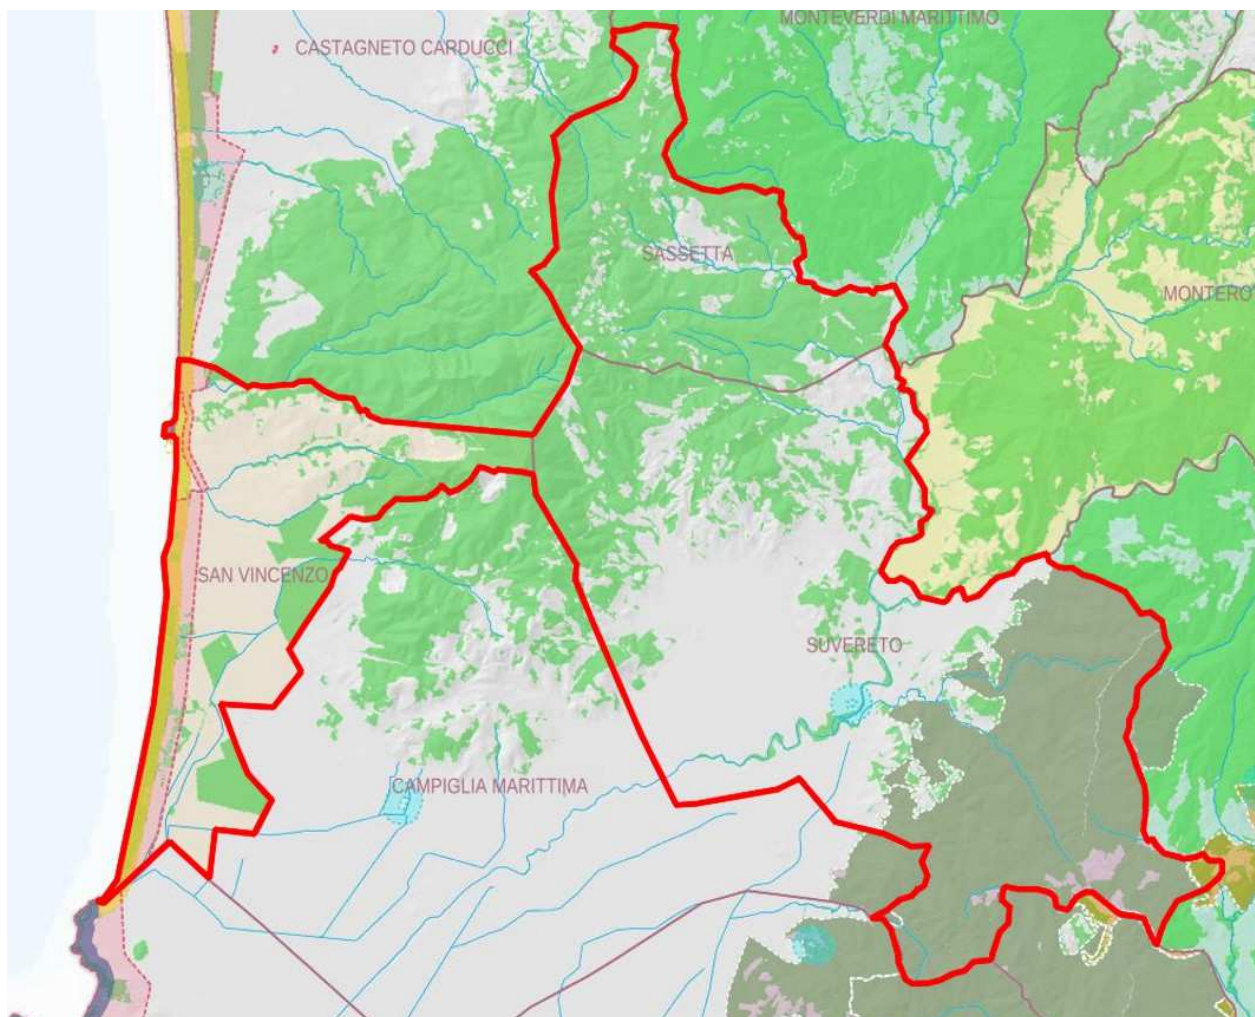 MONTEVERDI MARITTIMO
CASTAGNETO CARDUCCI
SASSETTA
MONTERO
SAN VINCENZO
SUVERETO
CAMPIGLIA MARITTIMA